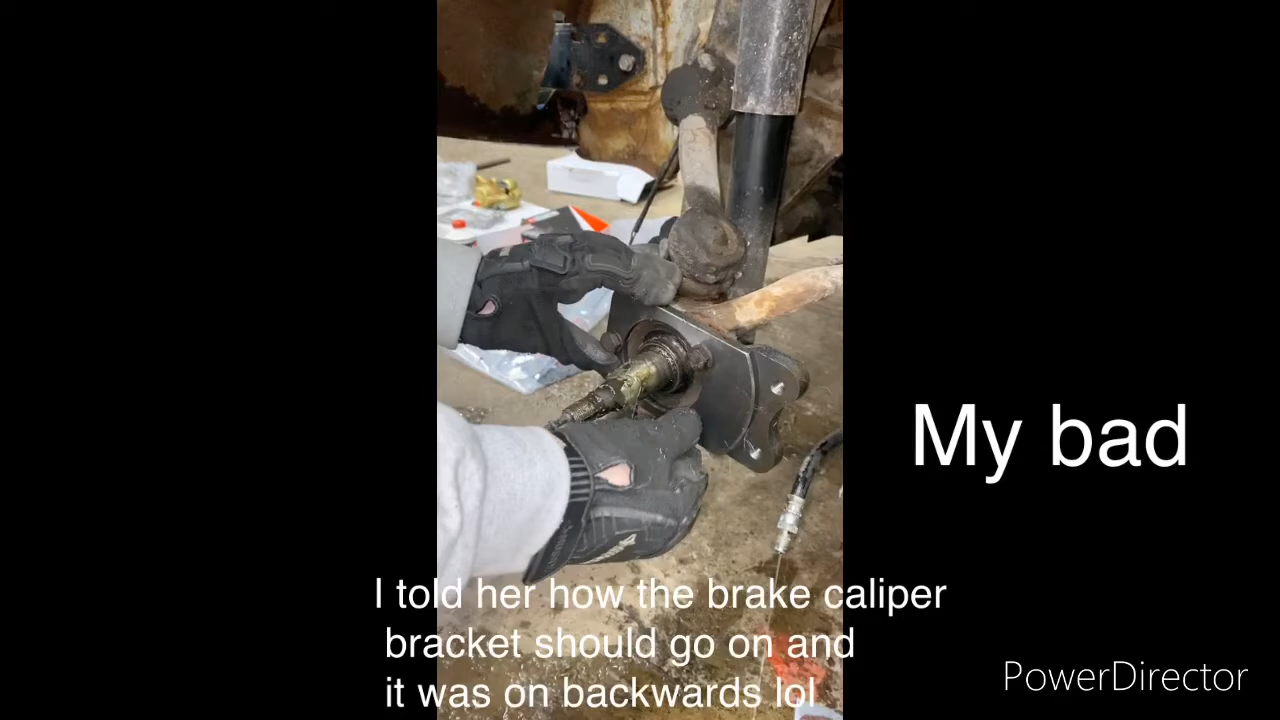 My bad
I told her how the brake caliper
bracket should go on and
it was on backwards lol
PowerDirector